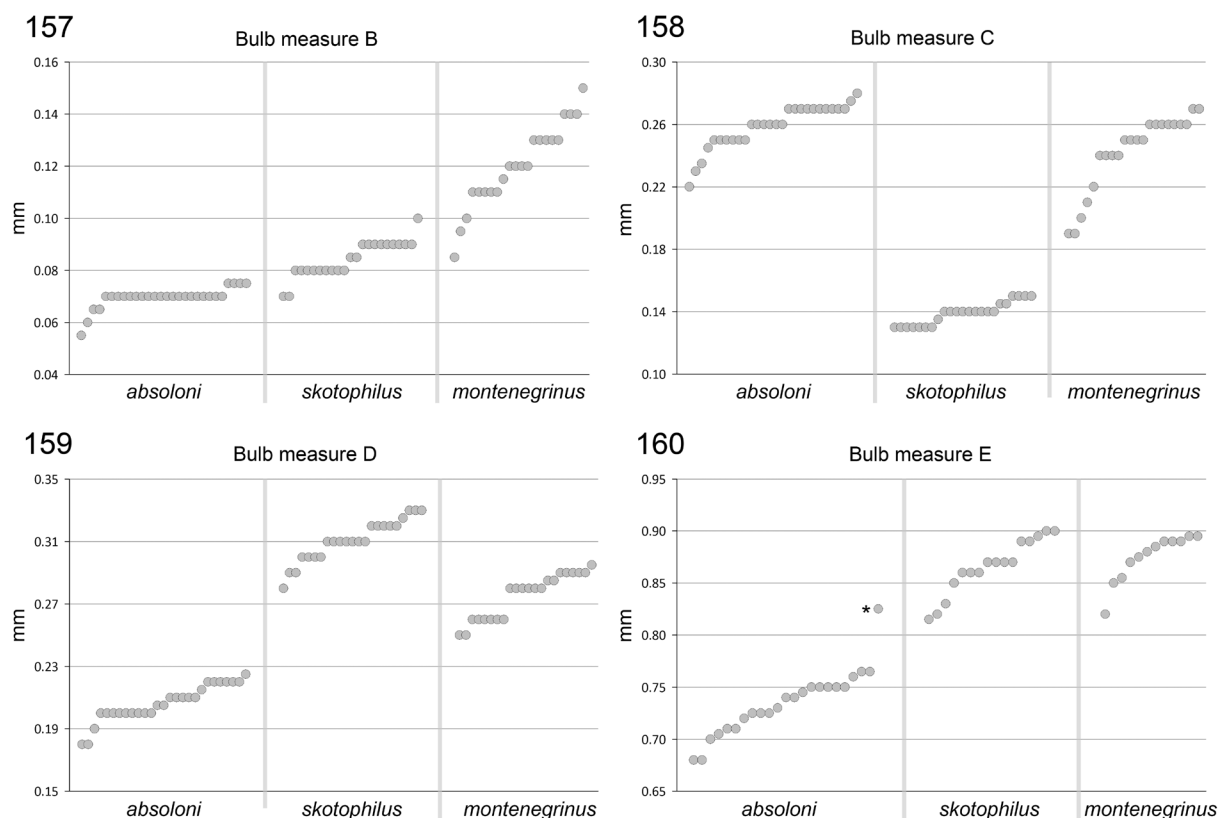 157
Bulb measure B
0.16
0.14
0.12
0.10
0.08
0.06
0.04
mm
absoloni skotophilus montenegrinus
158
Bulb measure C
0.30
0.26
0.22
0.18
0.14
0.10
mm
absoloni skotophilus montenegrinus
159
Bulb measure D
0.35
0.31
0.27
0.23
0.19
0.15
mm
absoloni skotophilus montenegrinus
160
Bulb measure E
0.95
0.90
0.85
0.80
0.75
0.70
0.65
mm
*
absoloni skotophilus montenegrinus